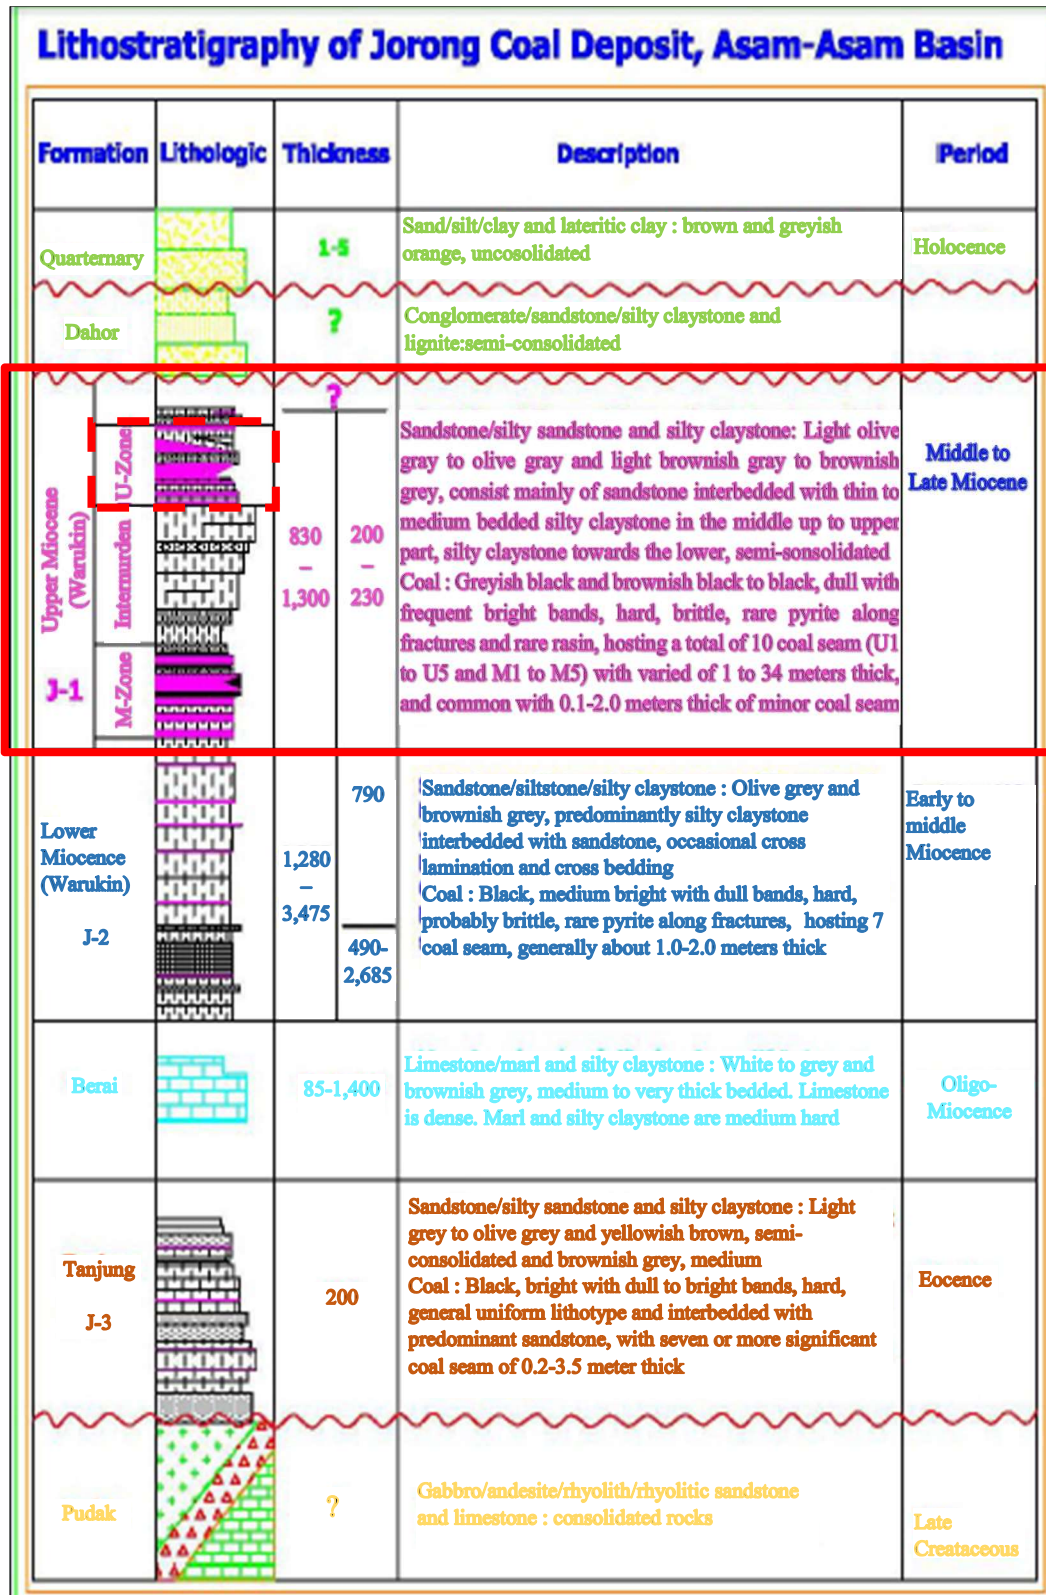 Lithostratigraphy of Jorong Coal Deposit, Asam-Asam Basin
Formation Lithologic Thickness Description Period
Quarternary
1-5
Sand/silt/clay and lateritic clay : brown and greyish
orange, uncosolidated
Holocence
Dahor
?
Conglomerate/sandstone/silty claystone and
lignite:semi-consolidated
Upper Miocene
(Warukin)
J-1
U-Zone
Internurden
M-Zone
?
830
–
1,300
200
–
230
Sandstone/silty sandstone and silty claystone: Light olive
gray to olive gray and light brownish gray to brownish
grey, consist mainly of sandstone interbedded with thin to
medium bedded silty claystone in the middle up to upper
part, silty claystone towards the lower, semi-sonsolidated
Coal : Greyish black and brownish black to black, dull with
frequent bright bands, hard, brittle, rare pyrite along
fractures and rare rasin, hosting a total of 10 coal seam (U1
to U5 and M1 to M5) with varied of 1 to 34 meters thick,
and common with 0.1-2.0 meters thick of minor coal seam
Middle to
Late Miocene
Lower
Miocence
(Warukin)
J-2
1,280
–
3,475
790
490-
2,685
Sandstone/siltstone/silty claystone : Olive grey and
brownish grey, predominantly silty claystone
interbedded with sandstone, occasional cross
lamination and cross bedding
Coal : Black, medium bright with dull bands, hard,
probably brittle, rare pyrite along fractures, hosting 7
coal seam, generally about 1.0-2.0 meters thick
Early to
middle
Miocence
Berai
85-1,400
Limestone/marl and silty claystone : White to grey and
brownish grey, medium to very thick bedded. Limestone
is dense. Marl and silty claystone are medium hard
Oligo-
Miocence
Tanjung
J-3
200
Sandstone/silty sandstone and silty claystone : Light
grey to olive grey and yellowish brown, semi-
consolidated and brownish grey, medium
Coal : Black, bright with dull to bright bands, hard,
general uniform lithotype and interbedded with
predominant sandstone, with seven or more significant
coal seam of 0.2-3.5 meter thick
Eocence
Pudak
?
Gabbro/andesite/rhyolith/rhyolitic sandstone
and limestone : consolidated rocks
Late
Creataceous